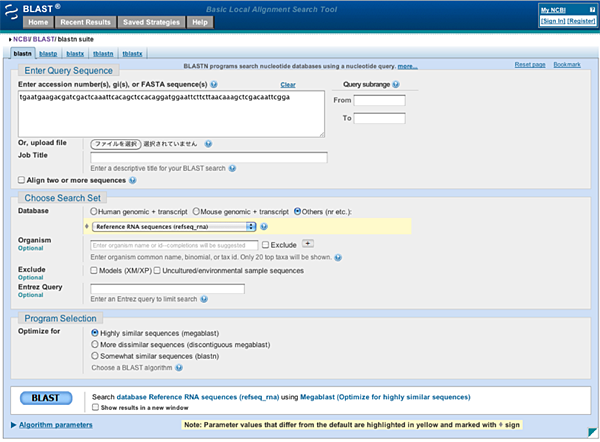 BLAST ®
Basic Local Alignment Search Tool
My NCBI
[Sign In] [Register]
Home Recent Results Saved Strategies Help
NCBI/ BLAST/ blastn suite
blastn blastp blastx tblastn tblastx
BLASTN programs search nucleotide databases using a nucleotide query. more...
Reset page Bookmark
Enter Query Sequence
Enter accession number(s), gi(s), or FASTA sequence(s) Clear Query subrange
tgaatgaagacgatcgactcaaattcacagctccacaggatggaattcttcttaacaaagctcgacaattcgga
From
To
Or, upload file ファイルを選択 選択されていません
Job Title
Enter a descriptive title for your BLAST search
Align two or more sequences
Choose Search Set
Database Human genomic + transcript Mouse genomic + transcript Others (nr etc.):
Reference RNA sequences (refseq_rna)
Organism
Optional
Enter organism name or id--completions will be suggested Exclude +
Enter organism common name, binomial, or tax id. Only 20 top taxa will be shown.
Exclude
Optional
Models (XM/XP) Uncultured/environmental sample sequences
Entrez Query
Optional
Enter an Entrez query to limit search
Program Selection
Optimize for Highly similar sequences (megablast)
More dissimilar sequences (discontiguous megablast)
Somewhat similar sequences (blastn)
Choose a BLAST algorithm
BLAST Search database Reference RNA sequences (refseq_rna) using Megablast (Optimize for highly similar sequences)
Show results in a new window
Algorithm parameters Note: Parameter values that differ from the default are highlighted in yellow and marked with ♦ sign